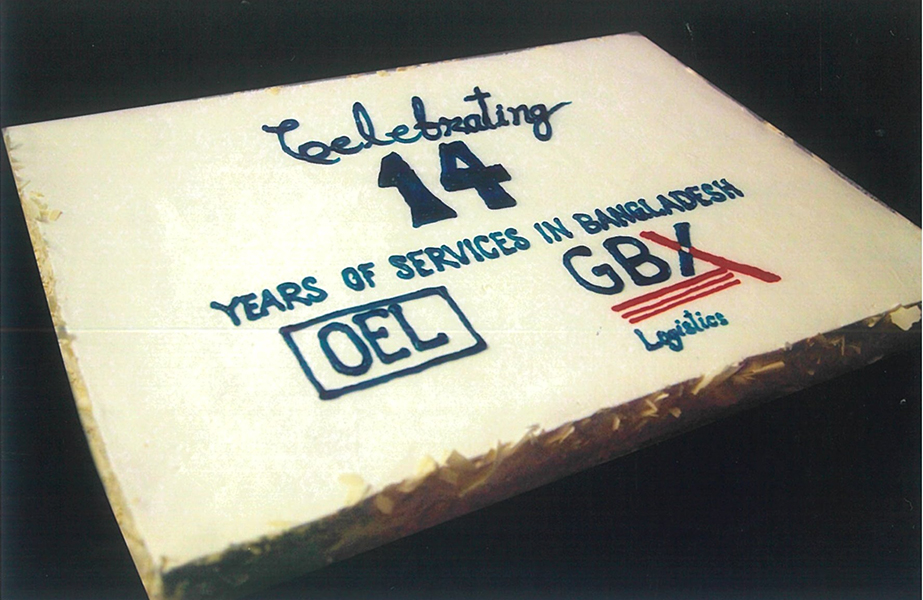 Celebrating
14
YEARS OF SERVICES IN BANGLADESH
OEL
GBX
Logistics